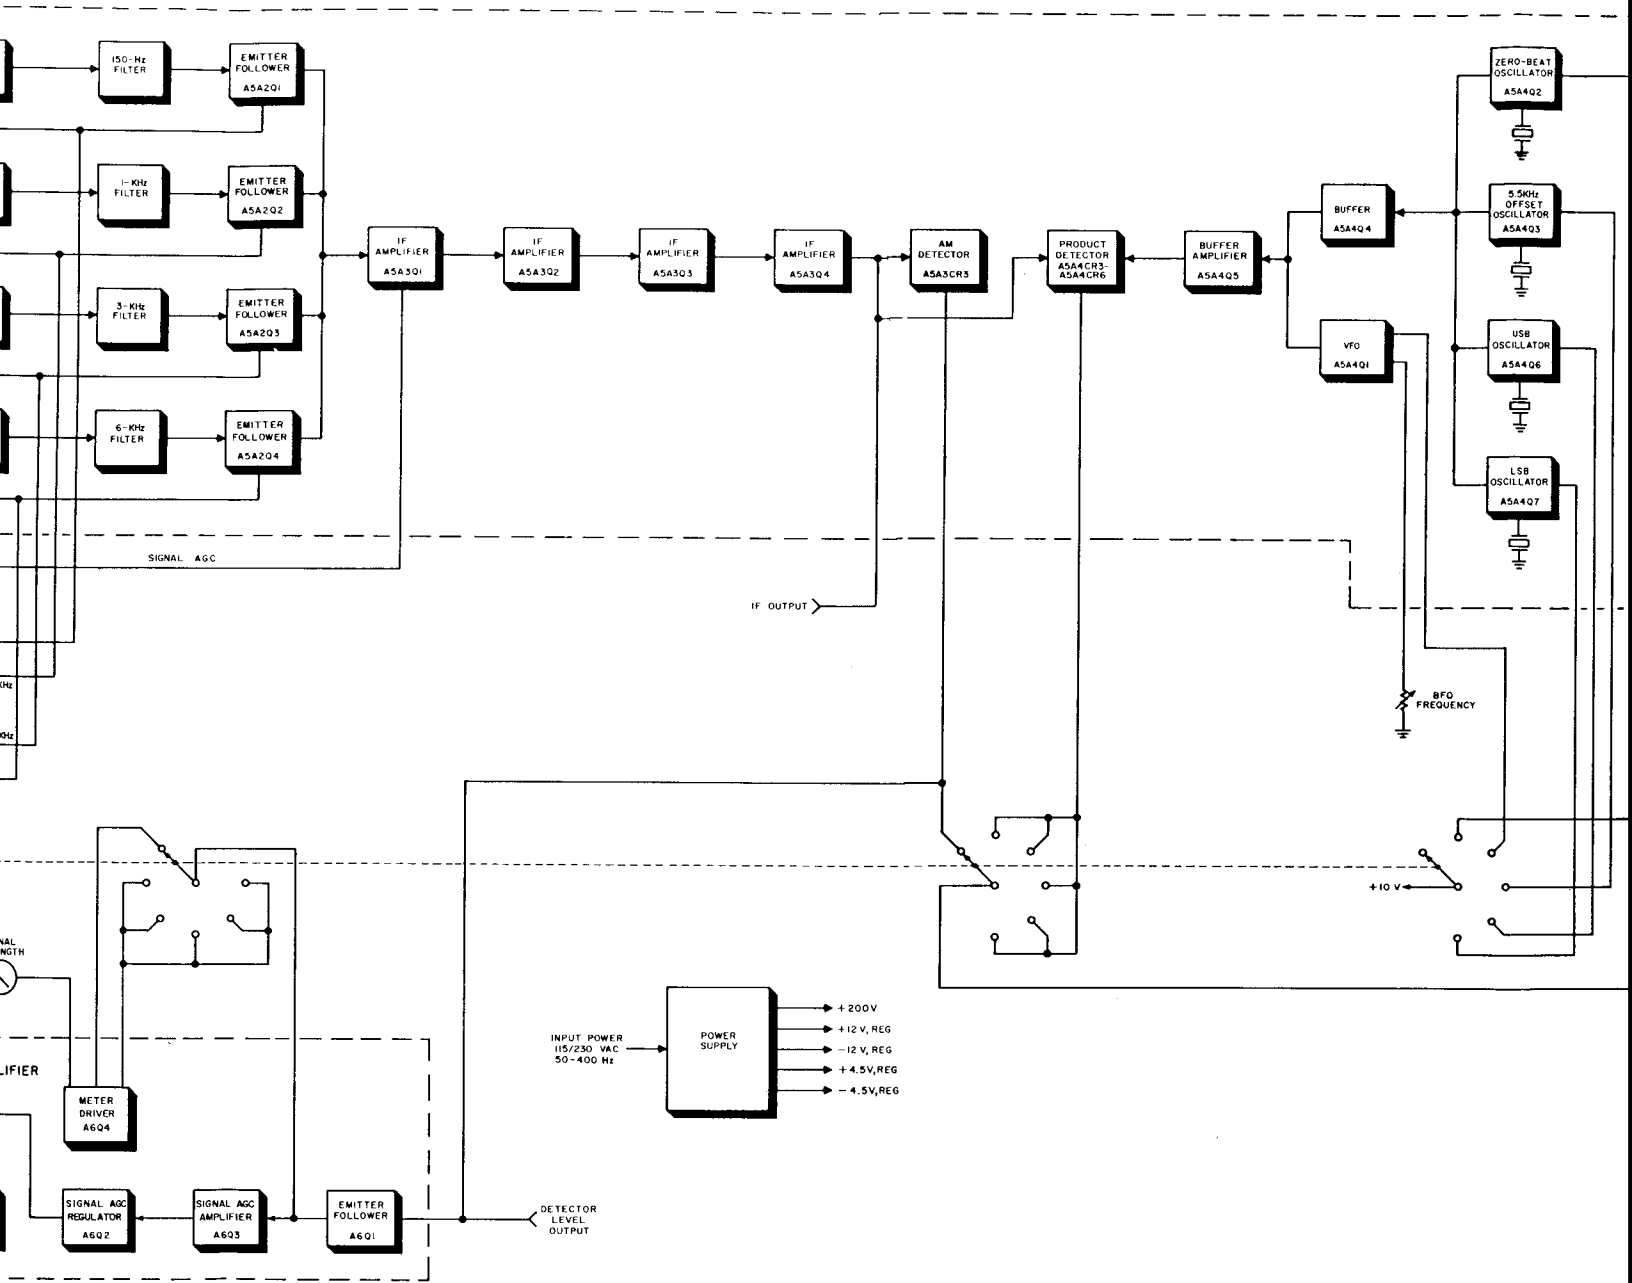 150-Hz
FILTER
EMITTER
FOLLOWER
A5A2Q1
1-KHz
FILTER
EMITTER
FOLLOWER
A5A2Q2
3-KHz
FILTER
EMITTER
FOLLOWER
A5A2Q3
6-KHz
FILTER
EMITTER
FOLLOWER
A5A2Q4
IF
AMPLIFIER
A5A3Q1
IF
AMPLIFIER
A5A3Q2
IF
AMPLIFIER
A5A3Q3
IF
AMPLIFIER
A5A3Q4
AM
DETECTOR
A5A3CR3
PRODUCT
DETECTOR
A5A4CR3-
A5A4CR6
BUFFER
AMPLIFIER
A5A4Q5
BUFFER
A5A4Q4
VFO
A5A4Q1
ZERO-BEAT
OSCILLATOR
A5A4Q2
5.5KHz
OFFSET
OSCILLATOR
A5A4Q3
USB
OSCILLATOR
A5A4Q6
LSB
OSCILLATOR
A5A4Q7
SIGNAL AGC
IF OUTPUT
KHz
KHz
BFO
FREQUENCY
+10 V
NAL
NGTH
INPUT POWER
115/230 VAC
50-400 Hz
POWER
SUPPLY
+200V
+12 V, REG
-12 V, REG
+4.5V,REG
-4.5V,REG
LIFIER
METER
DRIVER
A6Q4
SIGNAL AGC
REGULATOR
A6Q2
SIGNAL AGC
AMPLIFIER
A6Q3
EMITTER
FOLLOWER
A6Q1
DETECTOR
LEVEL
OUTPUT